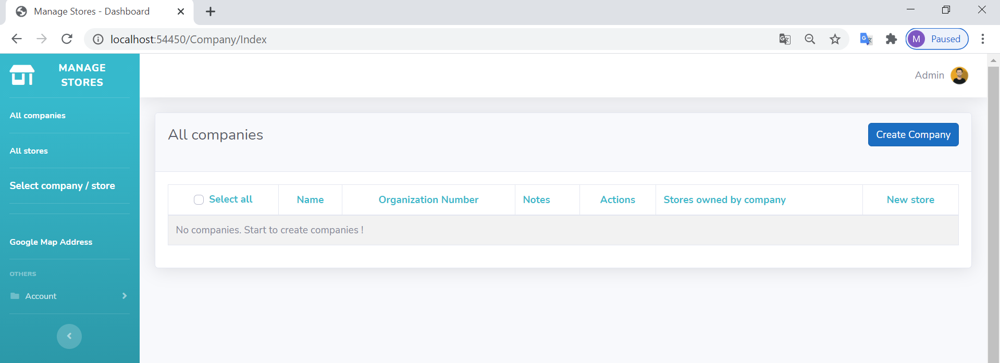 Manage Stores - Dashboard
localhost:54450/Company/Index
M Paused
MANAGE
STORES
Admin
All companies
All stores
Select company / store
Google Map Address
OTHERS
Account
All companies
Create Company
Select all Name Organization Number Notes Actions Stores owned by company New store
No companies. Start to create companies !